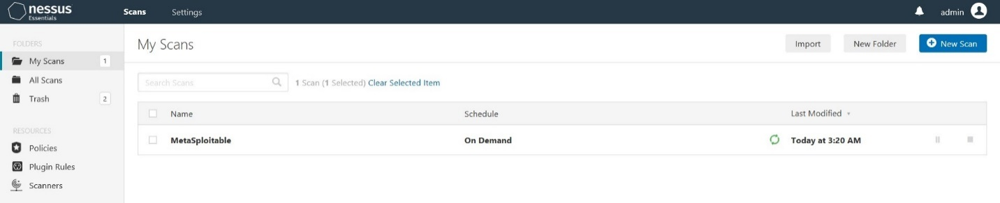 nessus
Essentials
Scans
Settings
admin
FOLDERS
My Scans
1
All Scans
Trash
2
RESOURCES
Policies
Plugin Rules
Scanners
My Scans
Import
New Folder
New Scan
Search Scans
1 Scan (1 Selected) Clear Selected Item
Name
Schedule
Last Modified
MetaSploitable
On Demand
Today at 3:20 AM